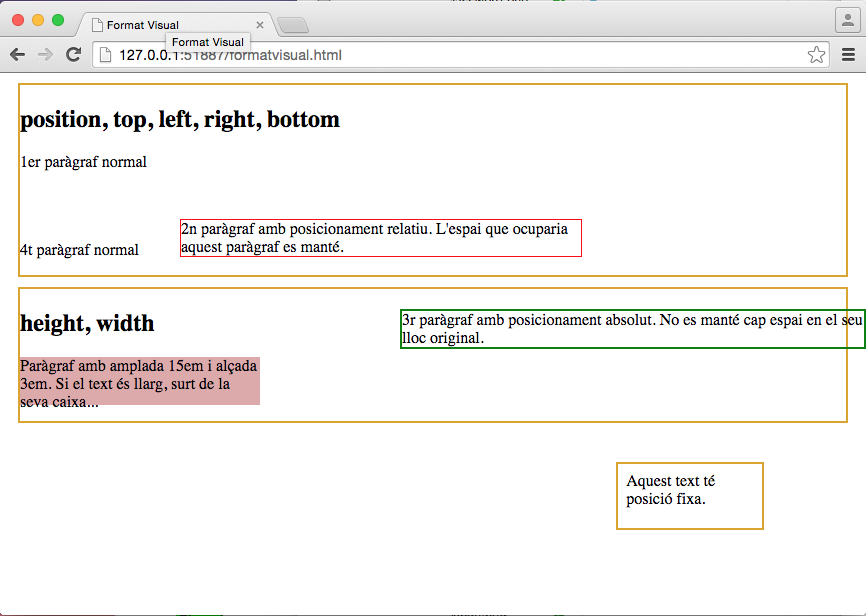 Format Visual
Format Visual
127.0.0.1:51887/formatvisual.html
position, top, left, right, bottom
1er paràgraf normal
2n paràgraf amb posicionament relatiu. L'espai que ocuparia
aquest paràgraf es manté.
4t paràgraf normal
height, width
3r paràgraf amb posicionament absolut. No es manté cap espai en el seu
lloc original.
Paràgraf amb amplada 15em i alçada
3em. Si el text és llarg, surt de la
seva caixa...
Aquest text té
posició fixa.